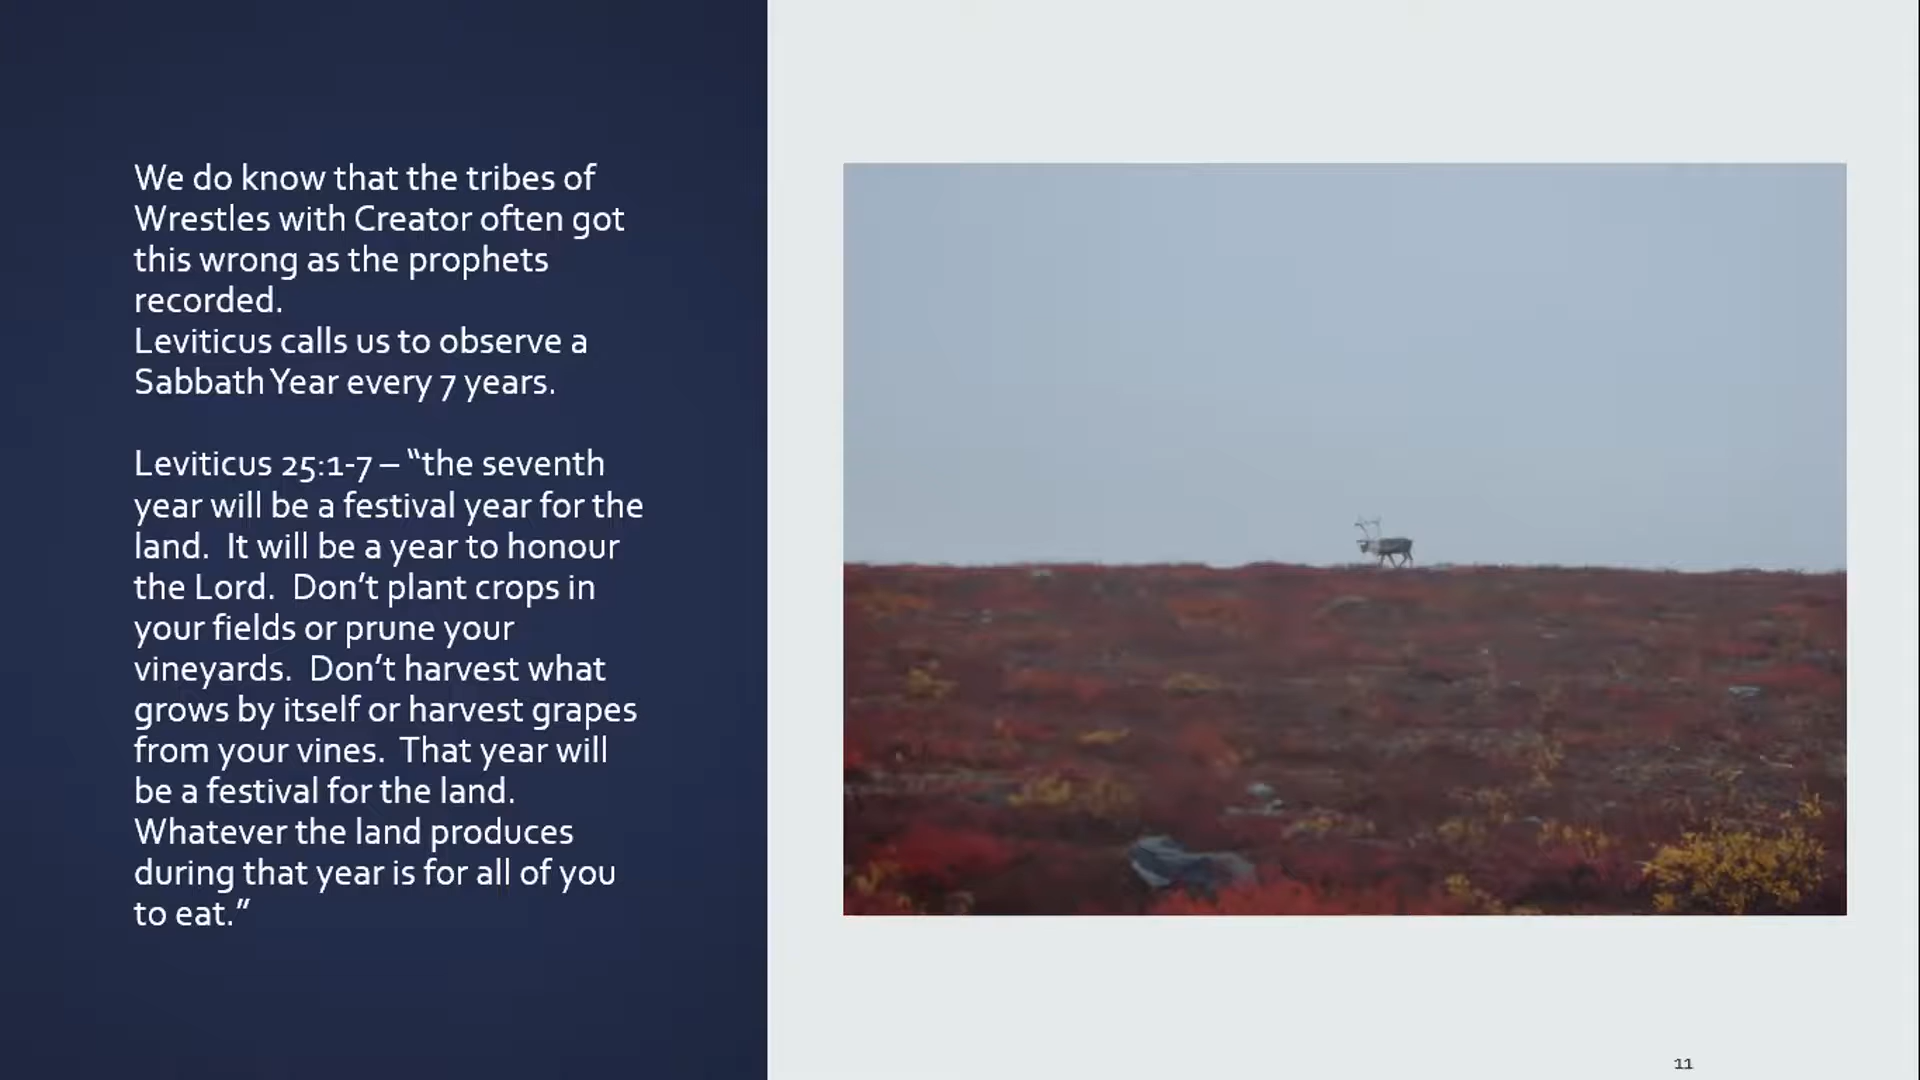 We do know that the tribes of
Wrestles with Creator often got
this wrong as the prophets
recorded.
Leviticus calls us to observe a
Sabbath Year every 7 years.
Leviticus 25:1-7 – “the seventh
year will be a festival year for the
land.  It will be a year to honour
the Lord.  Don’t plant crops in
your fields or prune your
vineyards.  Don’t harvest what
grows by itself or harvest grapes
from your vines.  That year will
be a festival for the land.
Whatever the land produces
during that year is for all of you
to eat.”
11